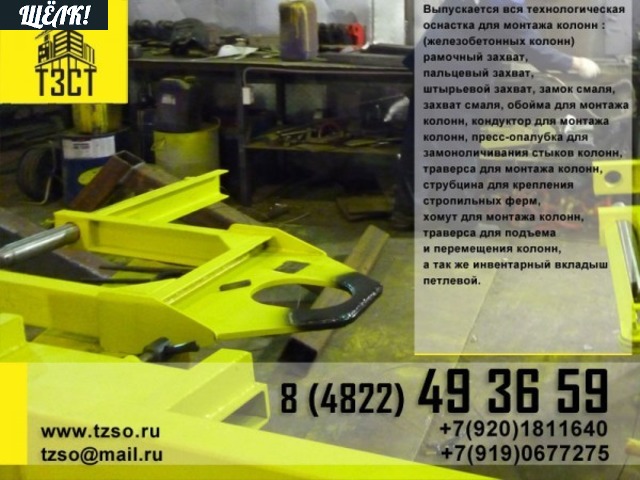 ЩЁЛК!
ТЗСТ
Выпускается вся технологическая
оснастка для монтажа колонн :
(железобетонных колонн)
рамочный захват,
пальцевый захват,
штырьевой захват, замок смаля,
захват смаля, обойма для монтажа
колонн, кондуктор для монтажа
колонн, пресс-опалубка для
замоноличивания стыков колонн,
траверса для монтажа колонн,
струбцина для крепления
стропильных ферм,
хомут для монтажа колонн,
траверса для подъема
и перемещения колонн,
а так же инвентарный вкладыш
петлевой.
8 (4822) 49 36 59
www.tzso.ru
+7(920)1811640
tzso@mail.ru
+7(919)0677275